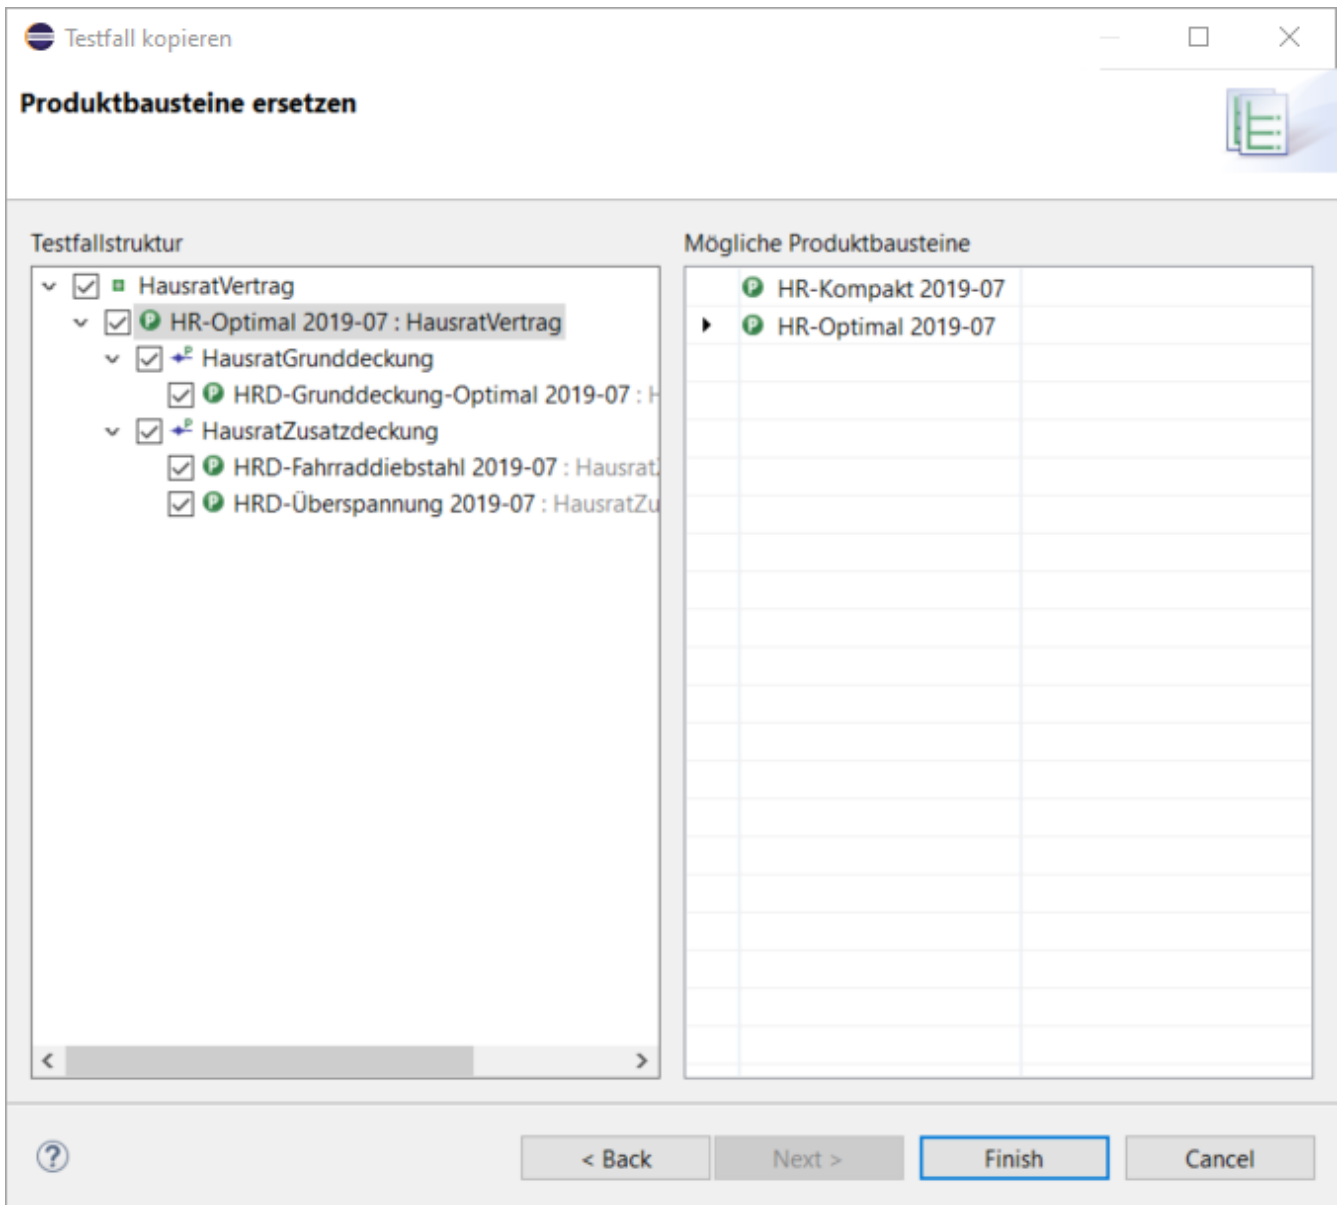 Testfall kopieren
Produktbausteine ersetzen
Testfallstruktur
HausratVertrag
HR-Optimal 2019-07 : HausratVertrag
HausratGrunddeckung
HRD-Grunddeckung-Optimal 2019-07 : H
HausratZusatzdeckung
HRD-Fahrraddiebstahl 2019-07 : HausratZ
HRD-Überspannung 2019-07 : HausratZu
Mögliche Produktbausteine
HR-Kompakt 2019-07
HR-Optimal 2019-07
< Back
Next >
Finish
Cancel